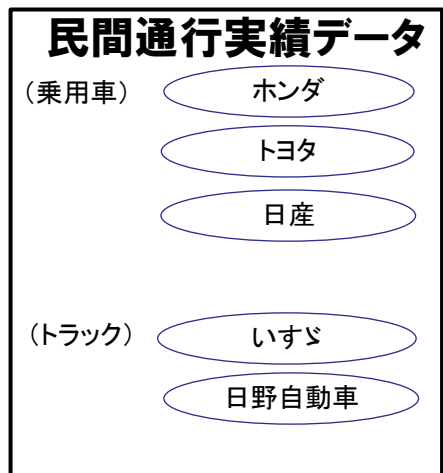 民間通行実績データ
（乗用車） ホンダ
トヨタ
日産
（トラック） いすゞ
日野自動車